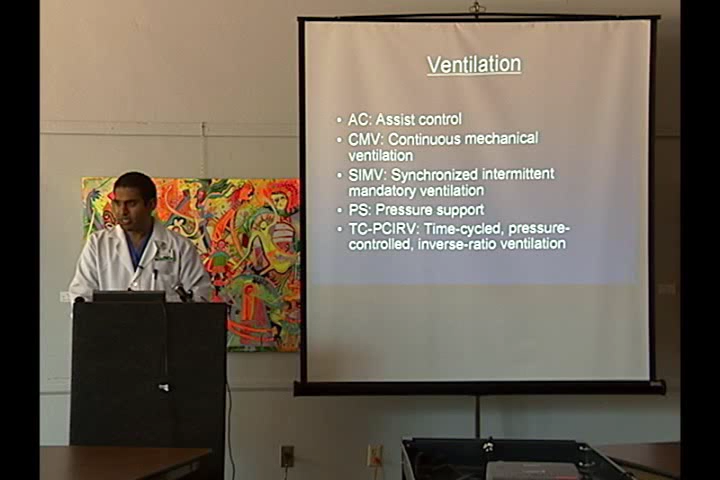 Ventilation
• AC: Assist control
• CMV: Continuous mechanical
ventilation
• SIMV: Synchronized intermittent
mandatory ventilation
• PS: Pressure support
• TC-PCIRV: Time-cycled, pressure-
controlled, inverse-ratio ventilation